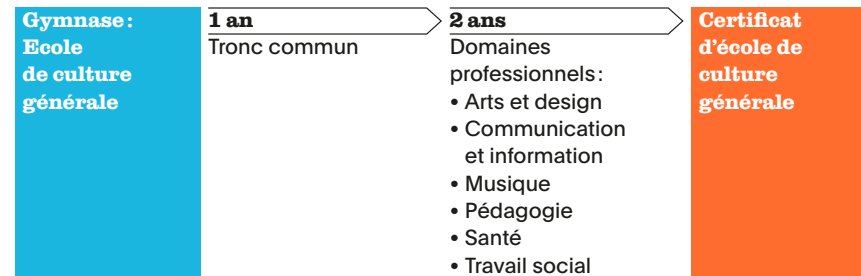 Gymnase :
Ecole
de culture
générale
1 an
Tronc commun
2 ans
Domaines
professionnels :
• Arts et design
• Communication
et information
• Musique
• Pédagogie
• Santé
• Travail social
Certificat
d’école de
culture
générale